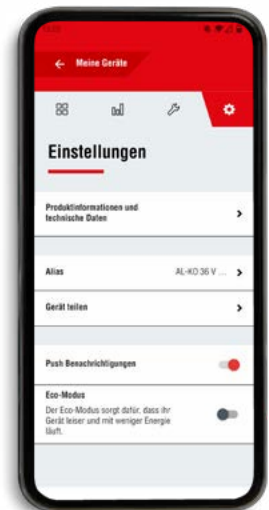 Meine Geräte
Einstellungen
Produktinformationen und
technische Daten
Alias AL-KO 36 V ...
Gerät teilen
Push Benachrichtigungen
Eco-Modus
Der Eco-Modus sorgt dafür, dass ihr
Gerät leiser und mit weniger Energie
läuft.